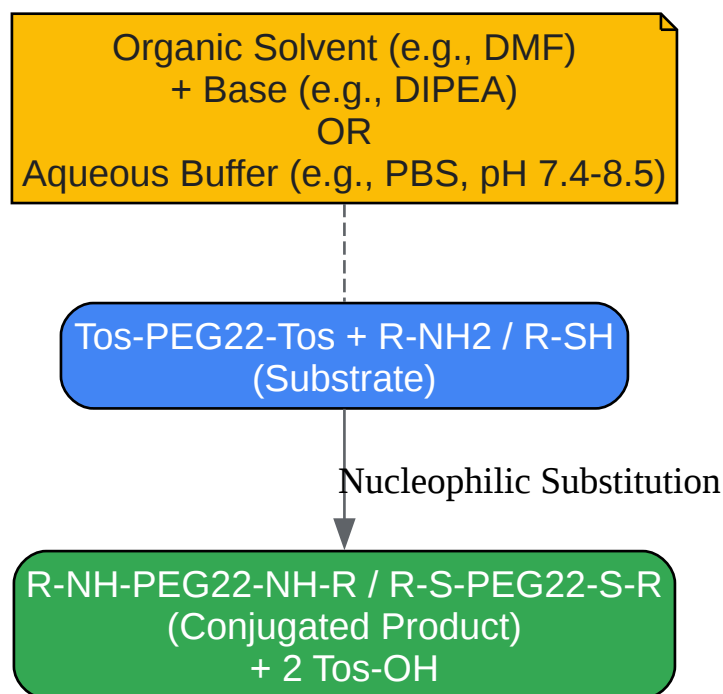 Organic Solvent (e.g., DMF)
+ Base (e.g., DIPEA)
OR
Aqueous Buffer (e.g., PBS, pH 7.4-8.5)
Tos-PEG22-Tos + R-NH2 / R-SH
(Substrate)
Nucleophilic Substitution
R-NH-PEG22-NH-R / R-S-PEG22-S-R
(Conjugated Product)
+ 2 Tos-OH